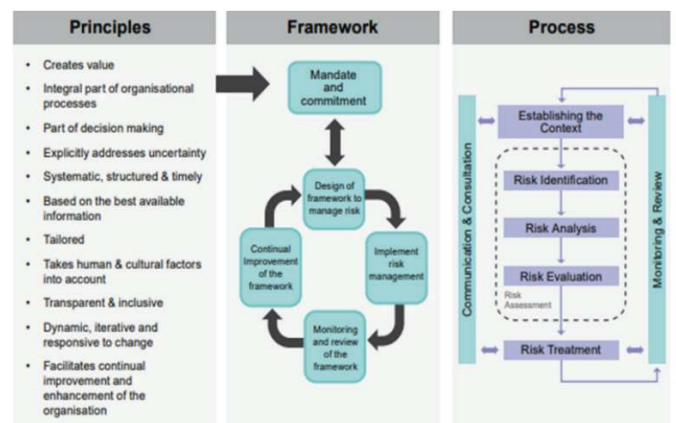 Principles
Creates value
Integral part of organisational
processes
Part of decision making
Explicitly addresses uncertainty
Systematic, structured & timely
Based on the best available
information
Tailored
Takes human & cultural factors
into account
Transparent & inclusive
Dynamic, iterative and
responsive to change
Facilitates continual
improvement and
enhancement of the
organisation
Framework
Mandate
and
commitment
Design of
framework to
manage risk
Implement
risk
management
Monitoring
and review
of the
framework
Continual
Improvement
of the
framework
Process
Communication & Consultation
Establishing the
Context
Risk Identification
Risk Analysis
Risk Evaluation
Risk
Assessment
Risk Treatment
Monitoring & Review